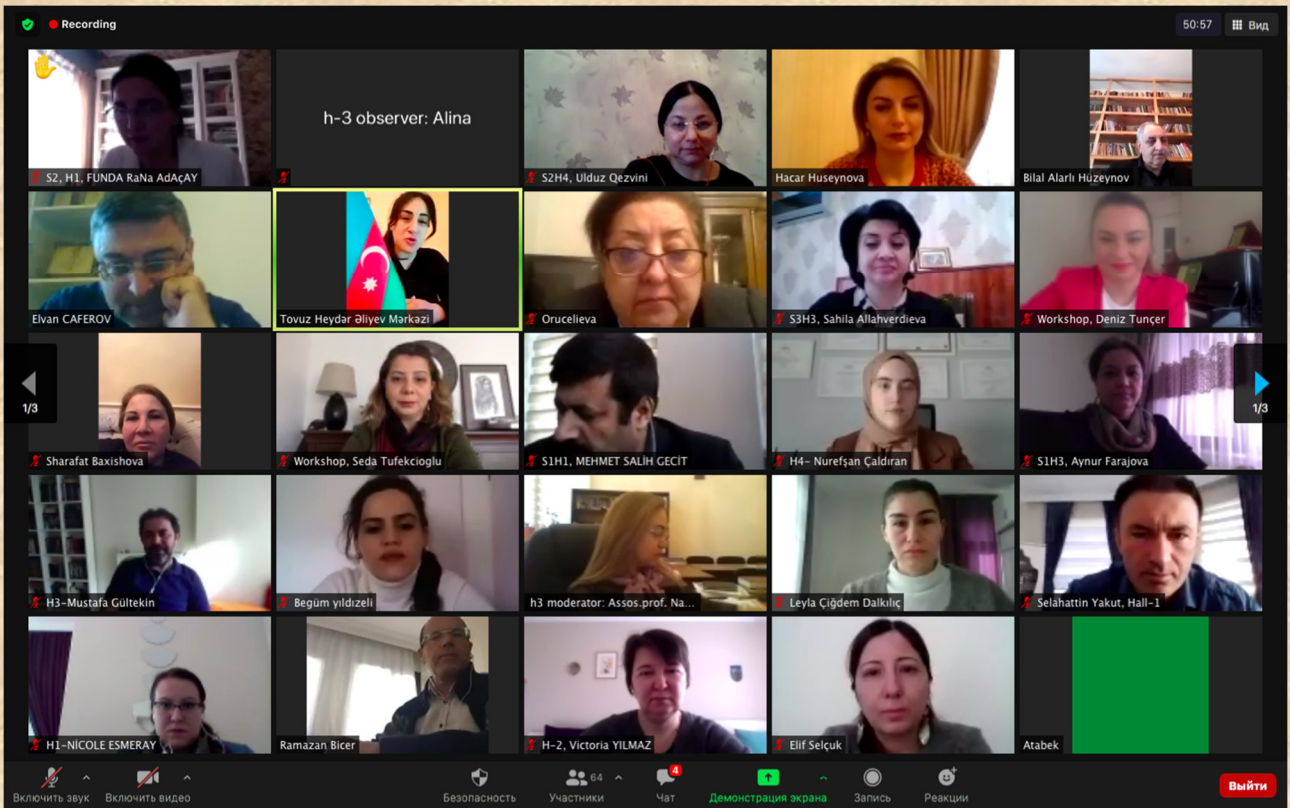 Recording
50:57
Вид
S2, H1, FUNDA RaNa AdAçAY
h-3 observer: Alina
S2H4, Ulduz Qezvini
Hacar Huseynova
Bilal Alarlı Hüzeynov
Elvan CAFEROV
Tovuz Heydər Əliyev Mərkəzi
Orucelieva
S3H3, Sahila Allahverdieva
Workshop, Deniz Tunçer
1/3
1/3
Sharafat Baxishova
Workshop, Seda Tufekcioglu
S1H1, MEHMET SALİH GECİT
H4- Nurefşan Çaldıran
S1H3, Aynur Farajova
H3-Mustafa Gültekin
Begüm yıldızeli
h3 moderator: Assos.prof. Na...
Leyla Çiğdem Dalkılıç
Selahattin Yakut, Hall-1
H1-NİCOLE ESMERAY
Ramazan Bicer
H-2, Victoria YILMAZ
Elif Selçuk
Atabek
Включить звук
Включить видео
Безопасность
64
Участники
4
Чат
Демонстрация экрана
Запись
Реакции
Выйти